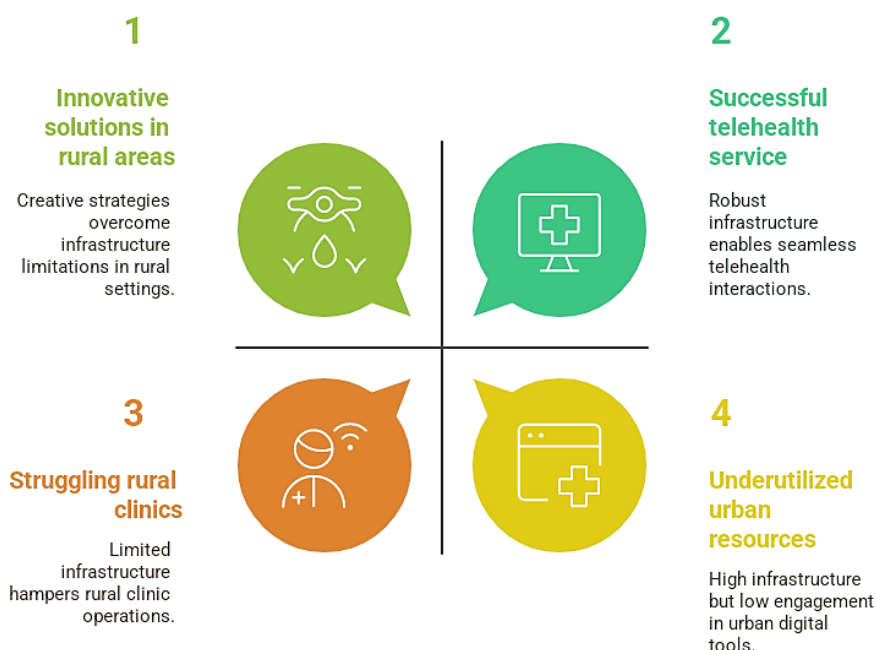 1
Innovative
solutions in
rural areas
Creative strategies
overcome
infrastructure
limitations in rural
settings.
2
Successful
telehealth
service
Robust
infrastructure
enables seamless
telehealth
interactions.
3
Struggling rural
clinics
Limited
infrastructure
hampers rural clinic
operations.
4
Underutilized
urban
resources
High infrastructure
but low engagement
in urban digital
tools.